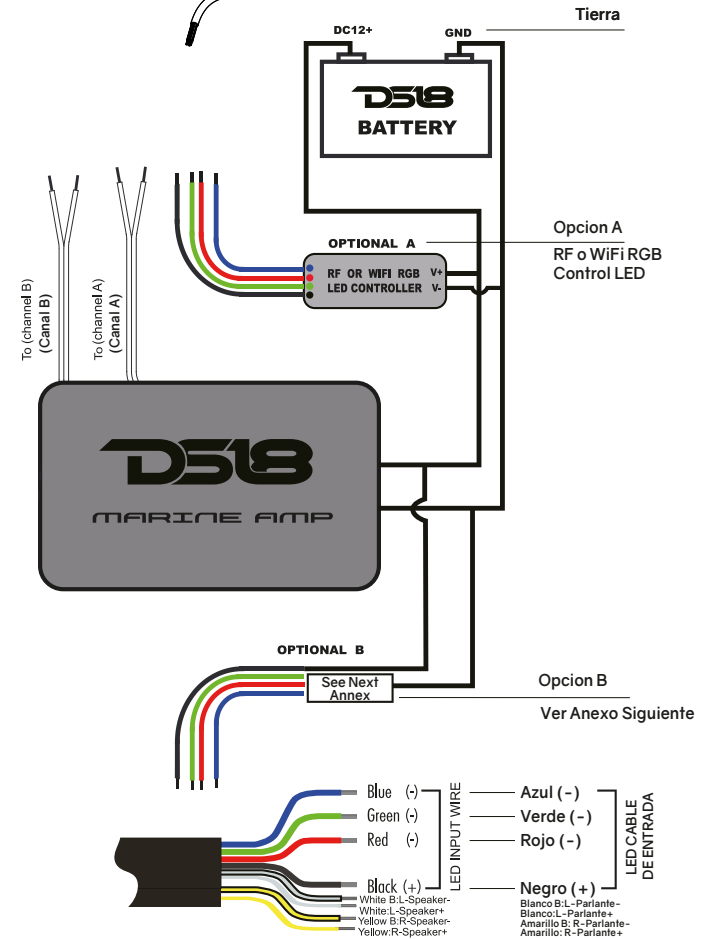 Tierra
DC12+
GND
DS18
BATTERY
OPTIONAL A
Opcion A
RF o WiFi RGB
Control LED
RF OR WIFI RGB
LED CONTROLLER
V+
V-
To (channel B)
(Canal B)
To (channel A)
(Canal A)
DS18
MARINE AMP
OPTIONAL B
See Next
Annex
Opcion B
Ver Anexo Siguiente
Blue (-)
Green (-)
Red (-)
Black (+)
White B:L-Speaker-
White:L-Speaker+
Yellow B:R-Speaker-
Yellow:R-Speaker+
LED INPUT WIRE
Azul (-)
Verde (-)
Rojo (-)
Negro (+)
Blanco B:L-Parlante-
Blanco:L-Parlante+
Amarillo B: R-Parlante-
Amarillo: R-Parlante+
LED CABLE
DE ENTRADA